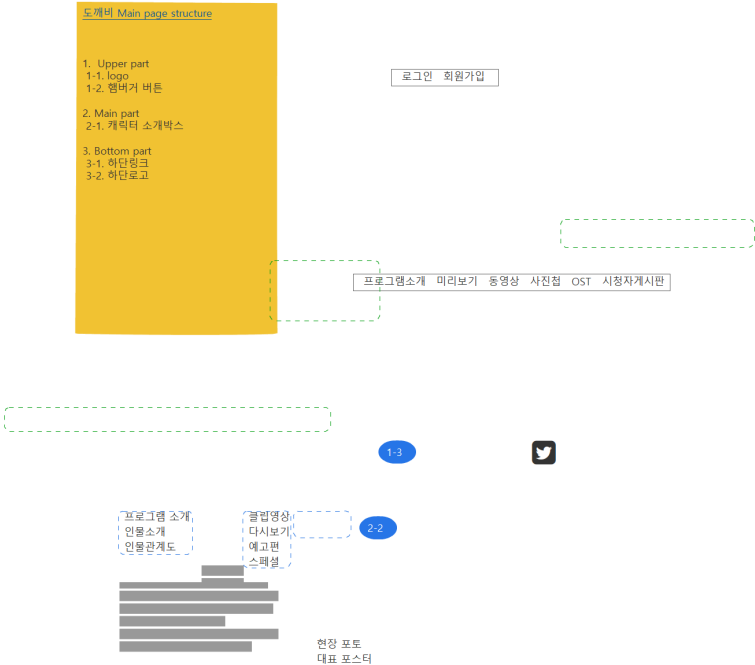 도깨비 Main page structure
1. Upper part
1-1. logo
1-2. 햄버거 버튼
2. Main part
2-1. 캐릭터 소개박스
3. Bottom part
3-1. 하단링크
3-2. 하단로고
로그인 회원가입
프로그램소개 미리보기 동영상 사진첩 OST 시청자게시판
1-3
프로그램 소개
인물소개
인물관계도
클립영상
다시보기
예고편
스페셜
2-2
현장 포토
대표 포스터